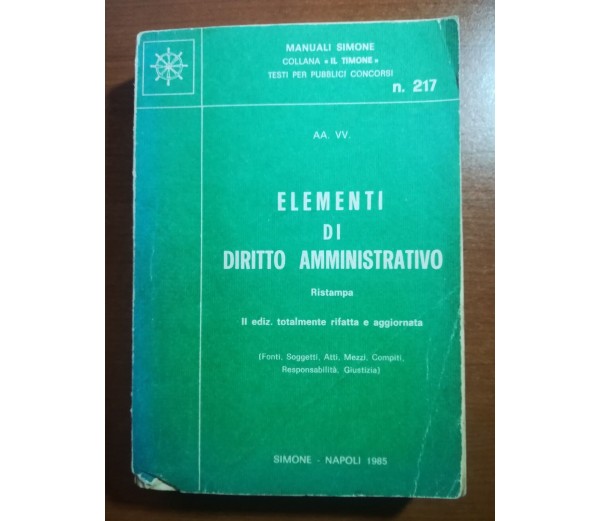 MANUALI SIMONE
COLLANA « IL TIMONE »
TESTI PER PUBBLICI CONCORSI
n. 217
AA. VV.
ELEMENTI
DI
DIRITTO AMMINISTRATIVO
Ristampa
II ediz. totalmente rifatta e aggiornata
(Fonti, Soggetti, Atti, Mezzi, Compiti,
Responsabilità, Giustizia)
SIMONE - NAPOLI 1985